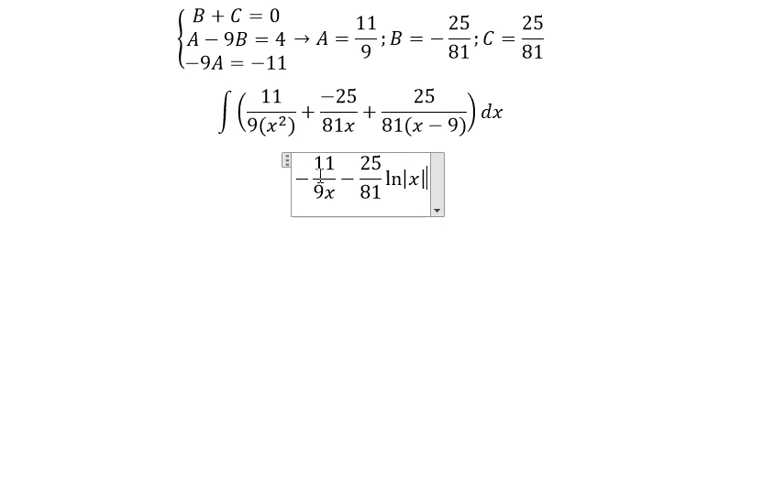 B + C = 0
A − 9B = 4 → A = 11/9 ; B = − 25/81 ; C = 25/81
−9A = −11
∫ ( 11/9(x²) + −25/81x + 25/81(x − 9) ) dx
− 11/9x − 25/81 ln|x|